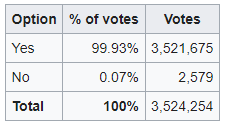 Option % of votes Votes
Yes 99.93% 3,521,675
No 0.07% 2,579
Total 100% 3,524,254